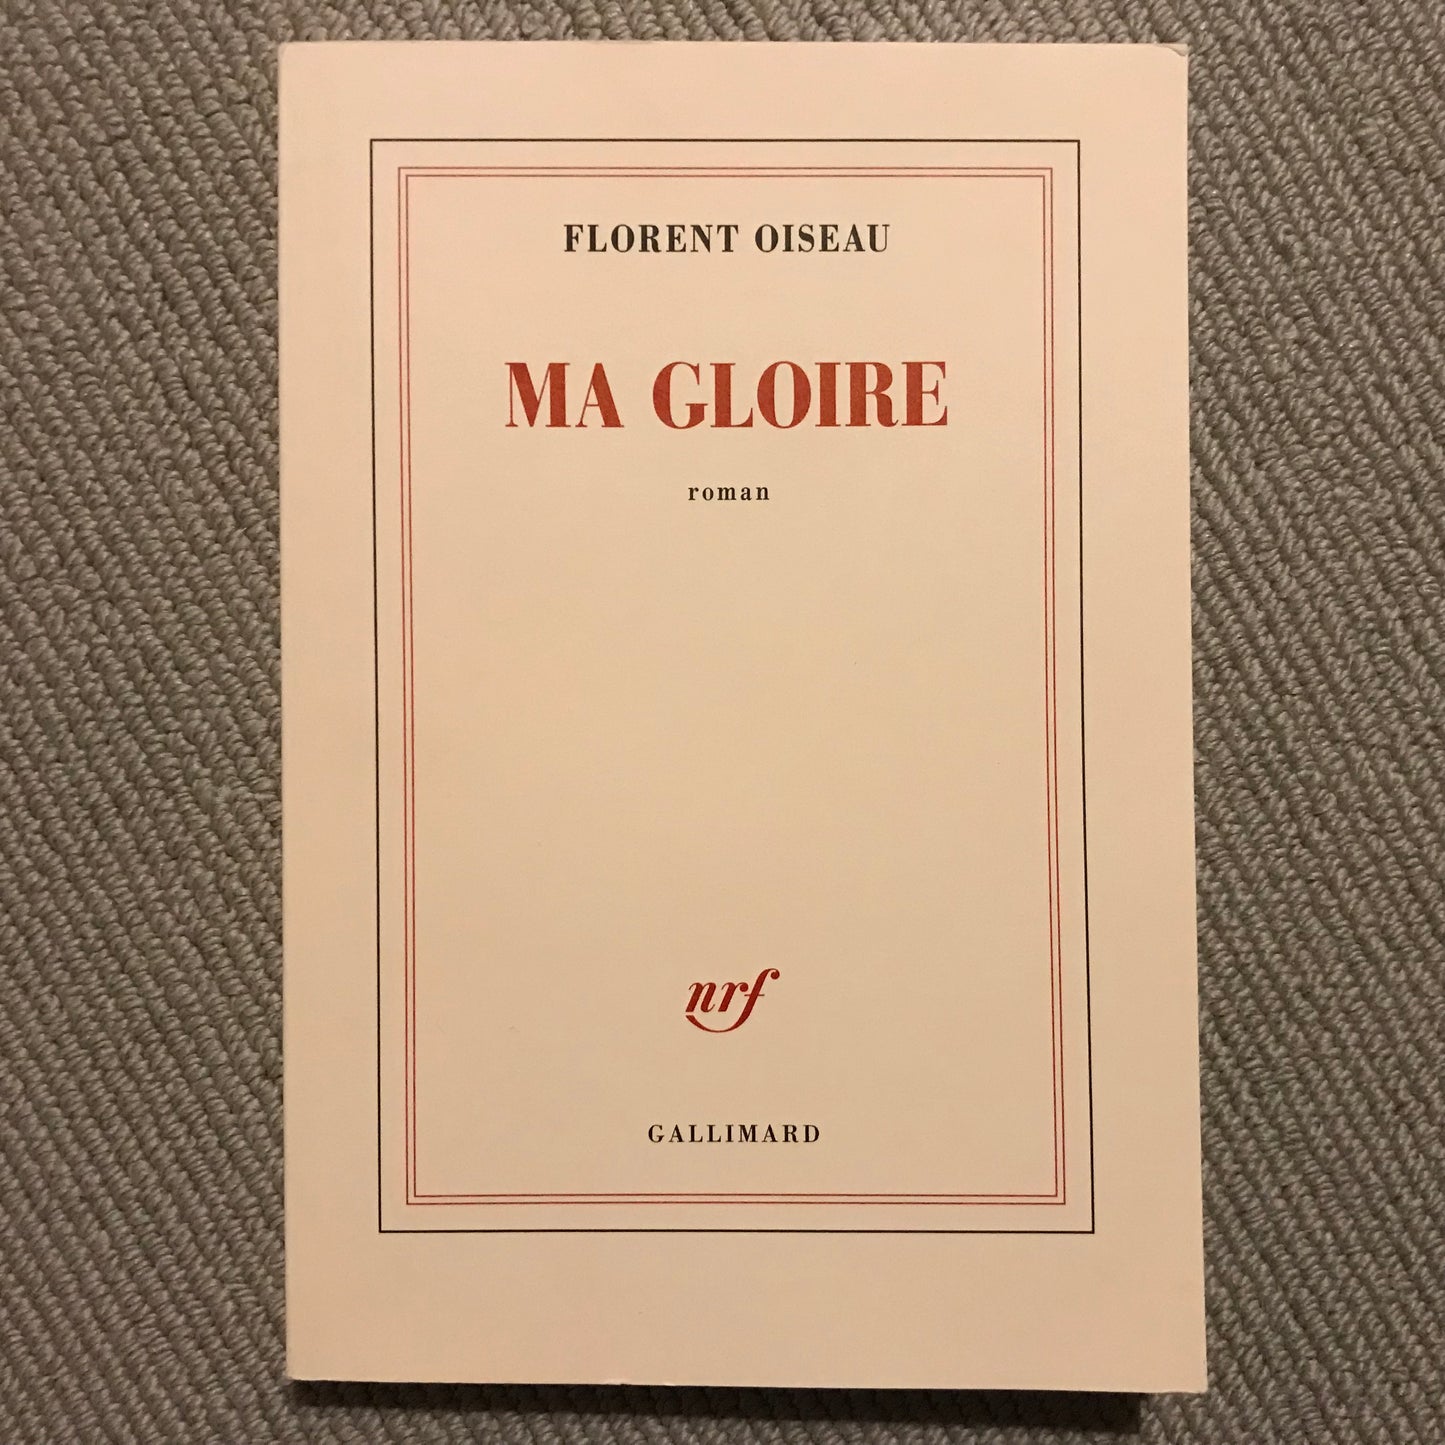 FLORENT OISEAU
MA GLOIRE
roman
nrf
GALLIMARD